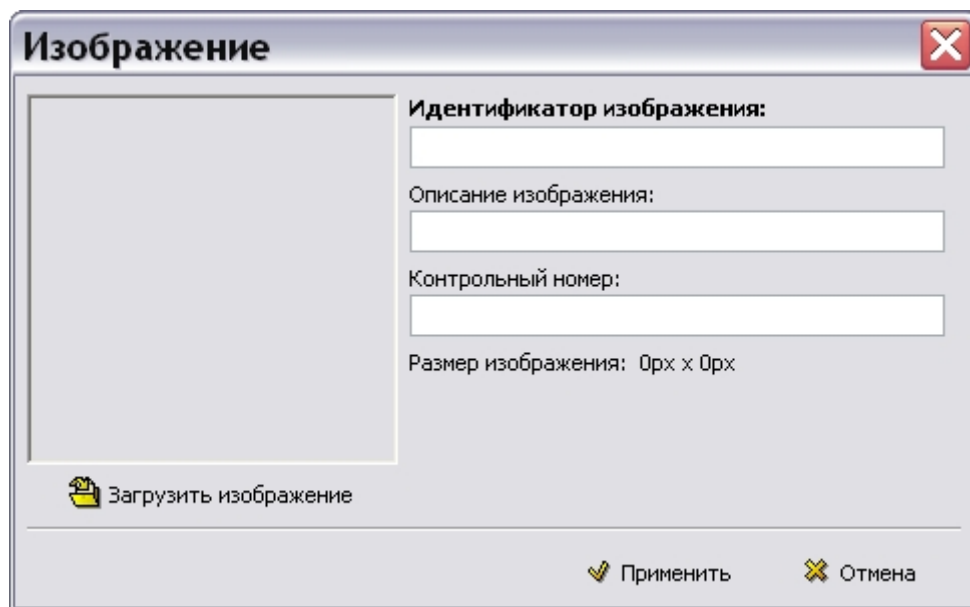 Изображение
Идентификатор изображения:
Описание изображения:
Контрольный номер:
Размер изображения: 0px x 0px
Загрузить изображение
Применить Отмена